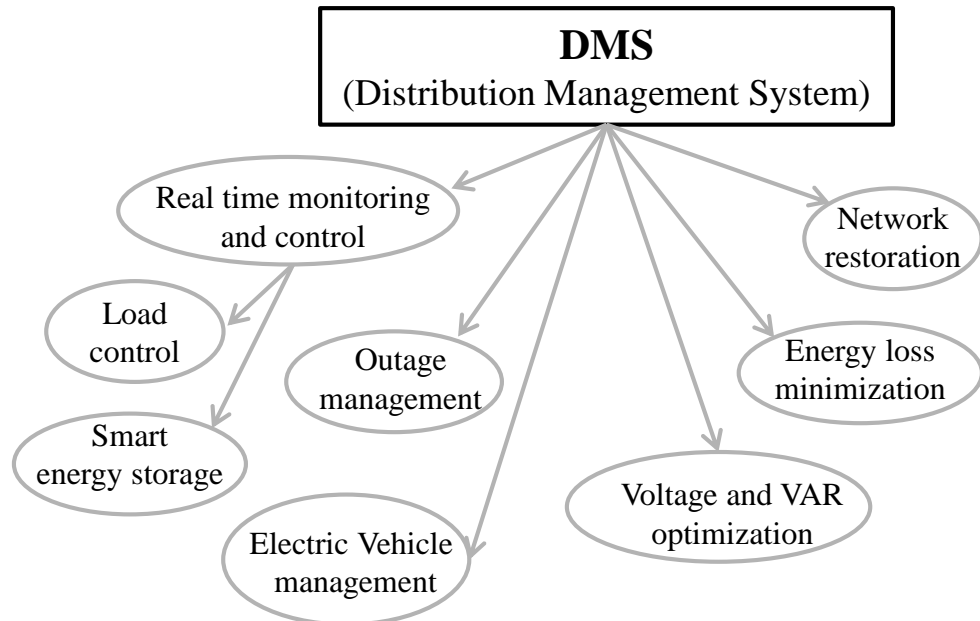 DMS
(Distribution Management System)
Real time monitoring
and control
Network
restoration
Load
control
Outage
management
Energy loss
minimization
Smart
energy storage
Voltage and VAR
optimization
Electric Vehicle
management